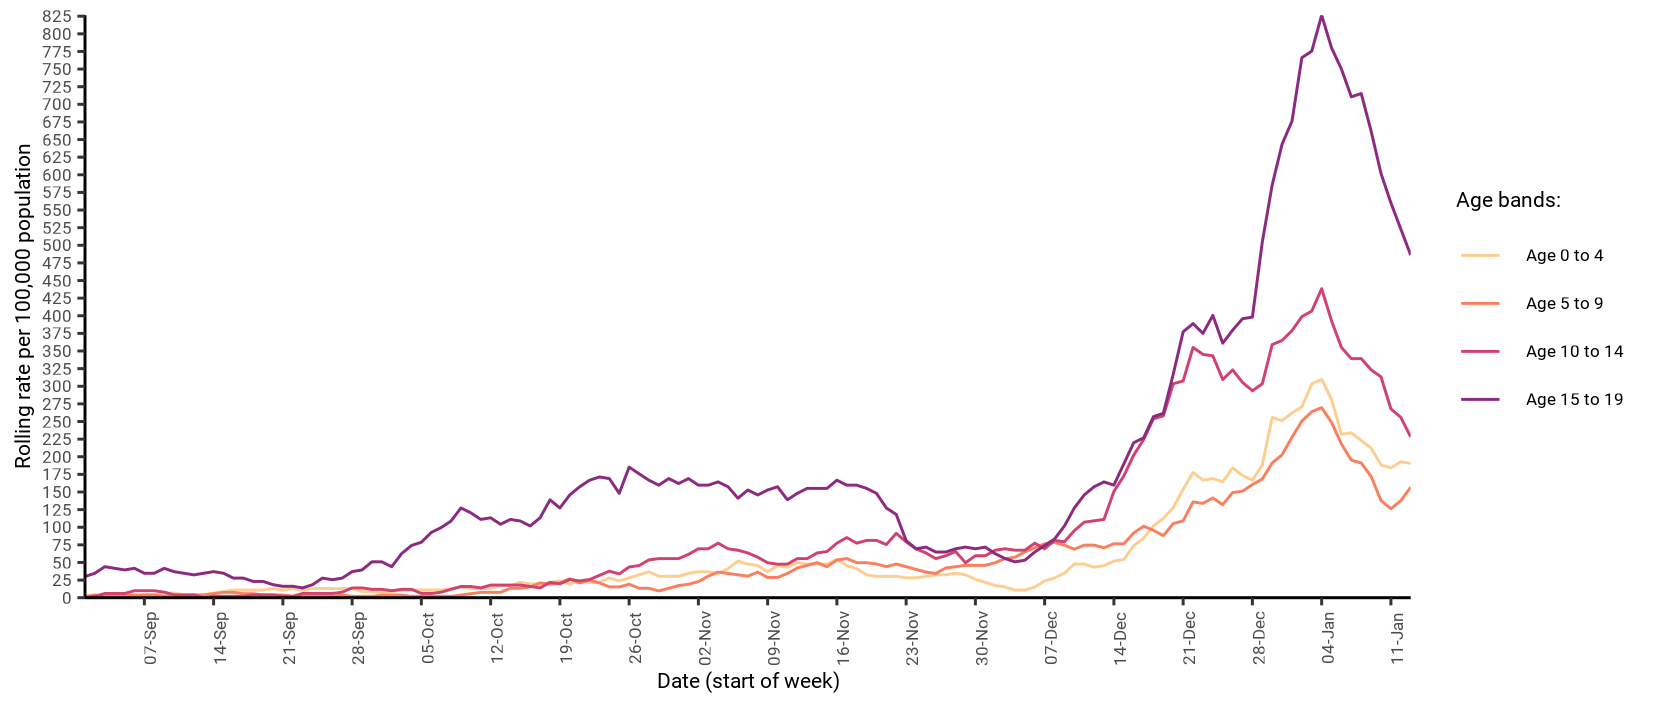 825
800
775
750
725
700
675
650
625
600
575
550
525
500
475
450
425
400
375
350
325
300
275
250
225
200
175
150
125
100
75
50
25
0
Rolling rate per 100,000 population
07-Sep
14-Sep
21-Sep
28-Sep
05-Oct
12-Oct
19-Oct
26-Oct
02-Nov
09-Nov
16-Nov
23-Nov
30-Nov
07-Dec
14-Dec
21-Dec
28-Dec
04-Jan
11-Jan
Date (start of week)
Age bands:
Age 0 to 4
Age 5 to 9
Age 10 to 14
Age 15 to 19